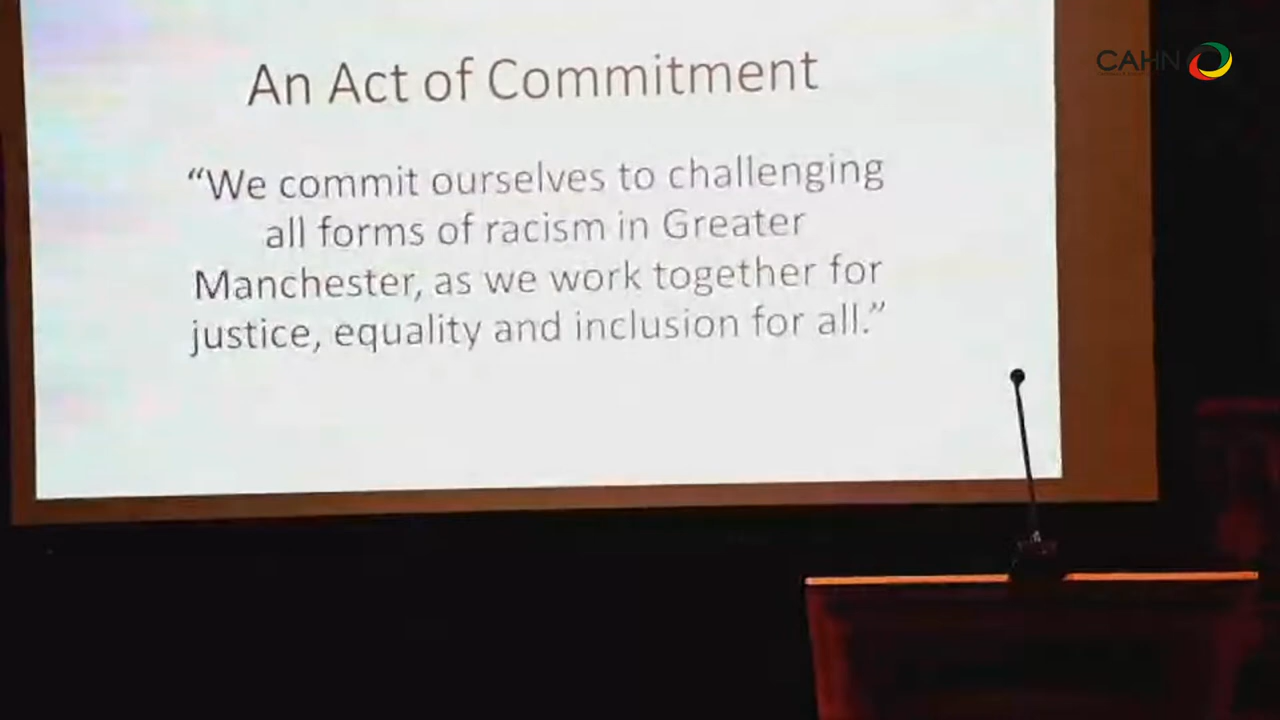 An Act of Commitment
CAHN
“We commit ourselves to challenging
all forms of racism in Greater
Manchester, as we work together for
justice, equality and inclusion for all.”